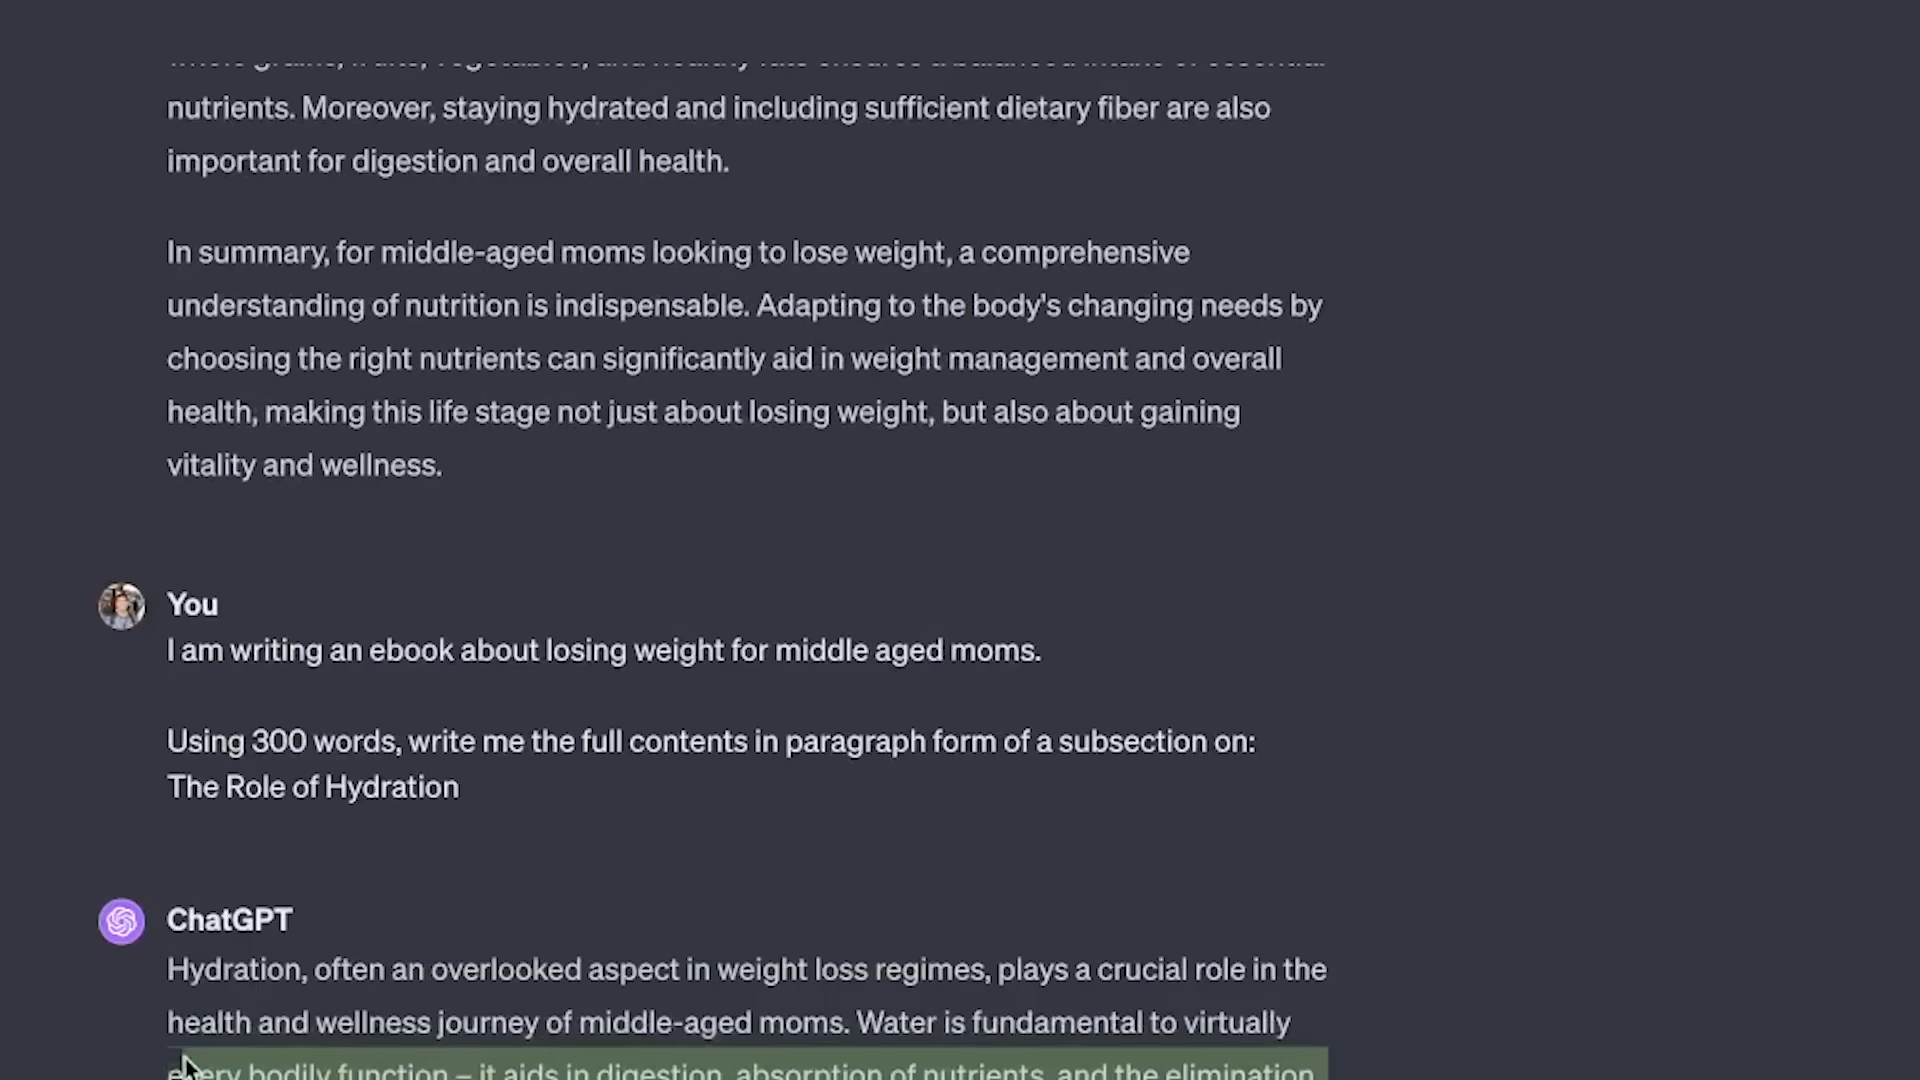 nutrients. Moreover, staying hydrated and including sufficient dietary fiber are also
important for digestion and overall health.
In summary, for middle-aged moms looking to lose weight, a comprehensive
understanding of nutrition is indispensable. Adapting to the body's changing needs by
choosing the right nutrients can significantly aid in weight management and overall
health, making this life stage not just about losing weight, but also about gaining
vitality and wellness.
You
I am writing an ebook about losing weight for middle aged moms.
Using 300 words, write me the full contents in paragraph form of a subsection on:
The Role of Hydration
ChatGPT
Hydration, often an overlooked aspect in weight loss regimes, plays a crucial role in the
health and wellness journey of middle-aged moms. Water is fundamental to virtually
every bodily function – it aids in digestion, absorption of nutrients, and the elimination